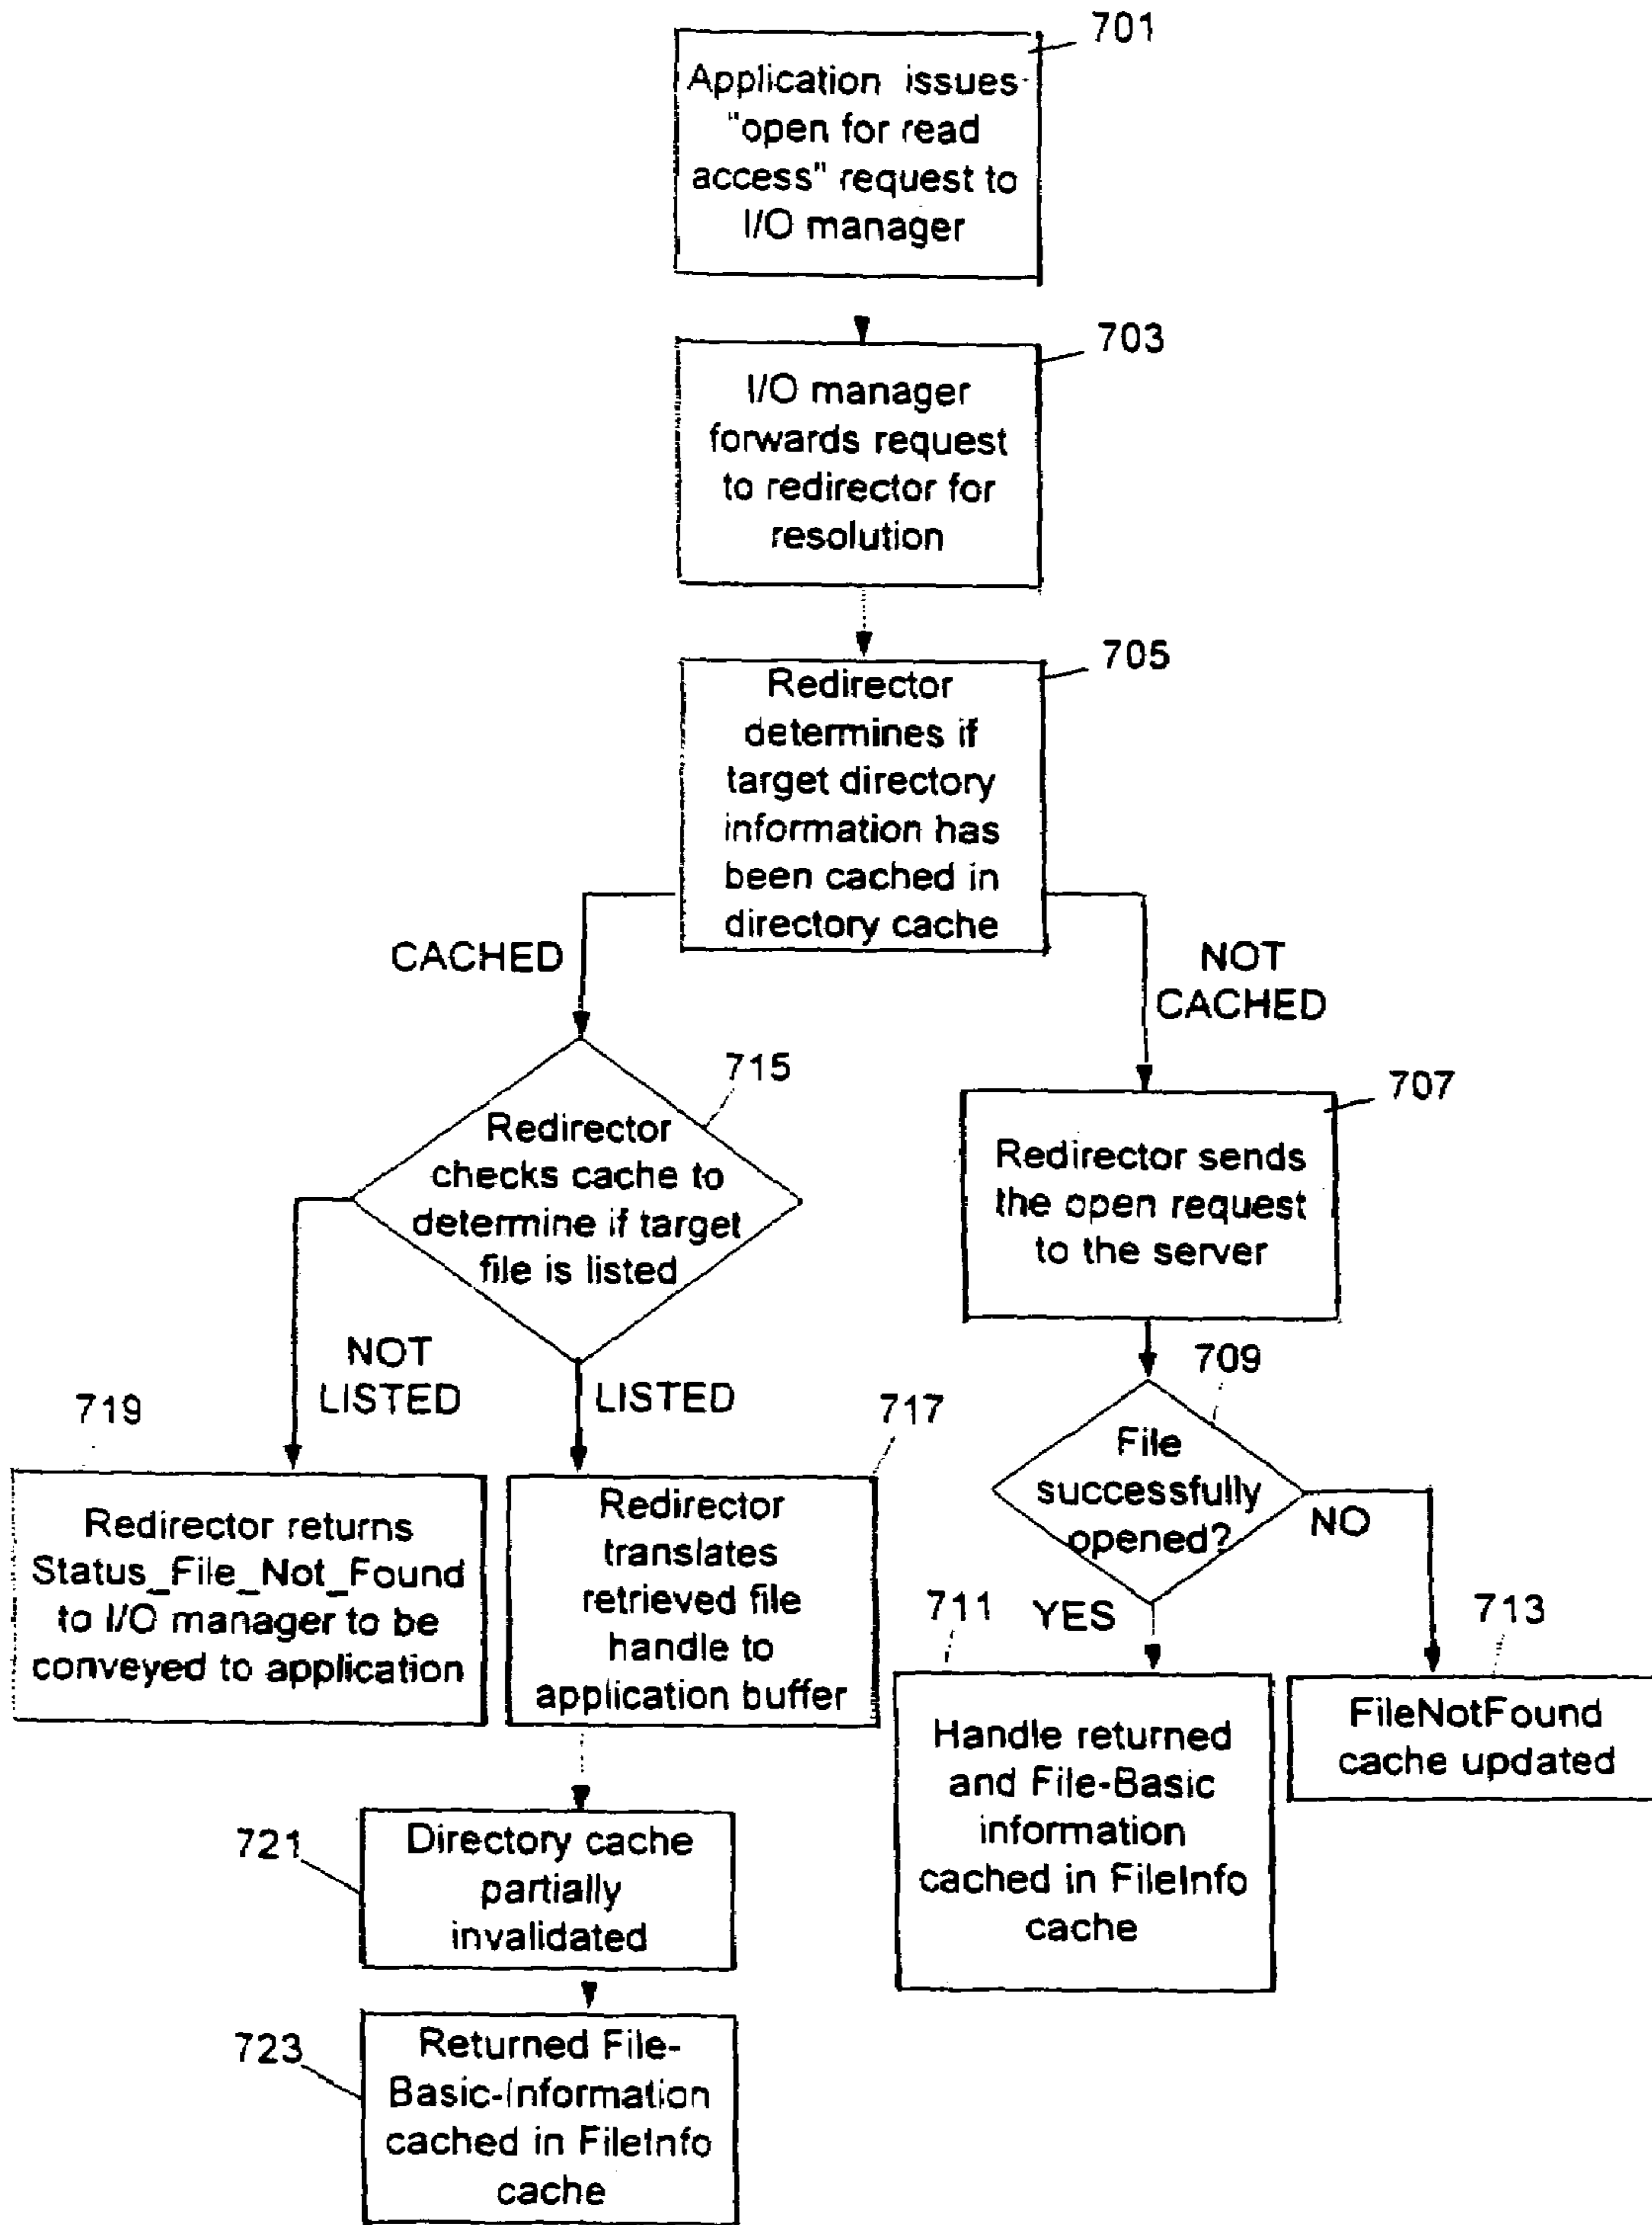 701
Application issues
"open for read
access" request to
I/O manager
703
I/O manager
forwards request
to redirector for
resolution
705
Redirector
determines if
target directory
information has
been cached in
directory cache
CACHED
NOT
CACHED
715
Redirector
checks cache to
determine if target
file is listed
707
Redirector sends
the open request
to the server
NOT
LISTED
LISTED
709
File
successfully
opened?
NO
YES
719
Redirector returns
Status_File_Not_Found
to I/O manager to be
conveyed to application
717
Redirector
translates
retrieved file
handle to
application buffer
711
Handle returned
and File-Basic
information
cached in FileInfo
cache
713
FileNotFound
cache updated
721
Directory cache
partially
invalidated
723
Returned File-
Basic-Information
cached in FileInfo
cache